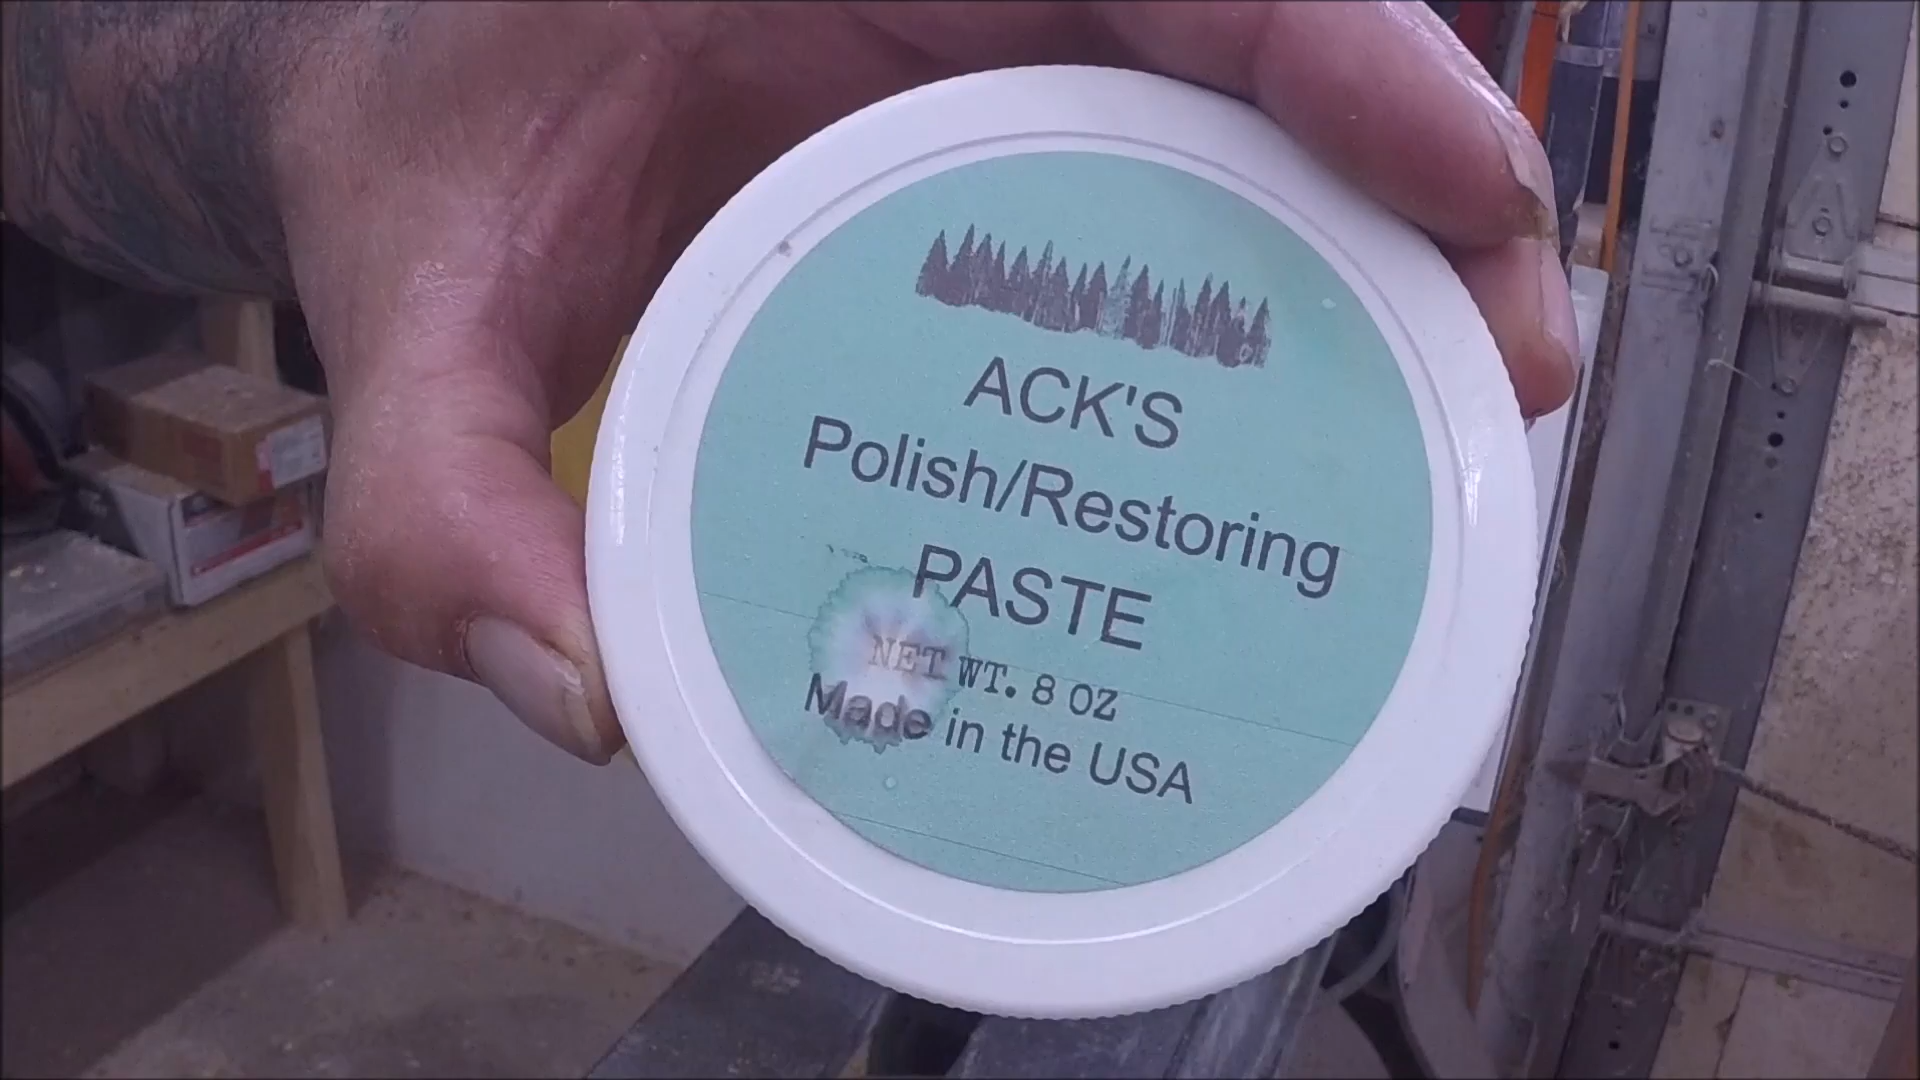 ACK'S
Polish/Restoring
PASTE
NET WT. 8 OZ
Made in the USA